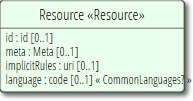 Resource «Resource»
id : id [0..1]
meta : Meta [0..1]
implicitRules : uri [0..1]
language : code [0..1] « CommonLanguages? »